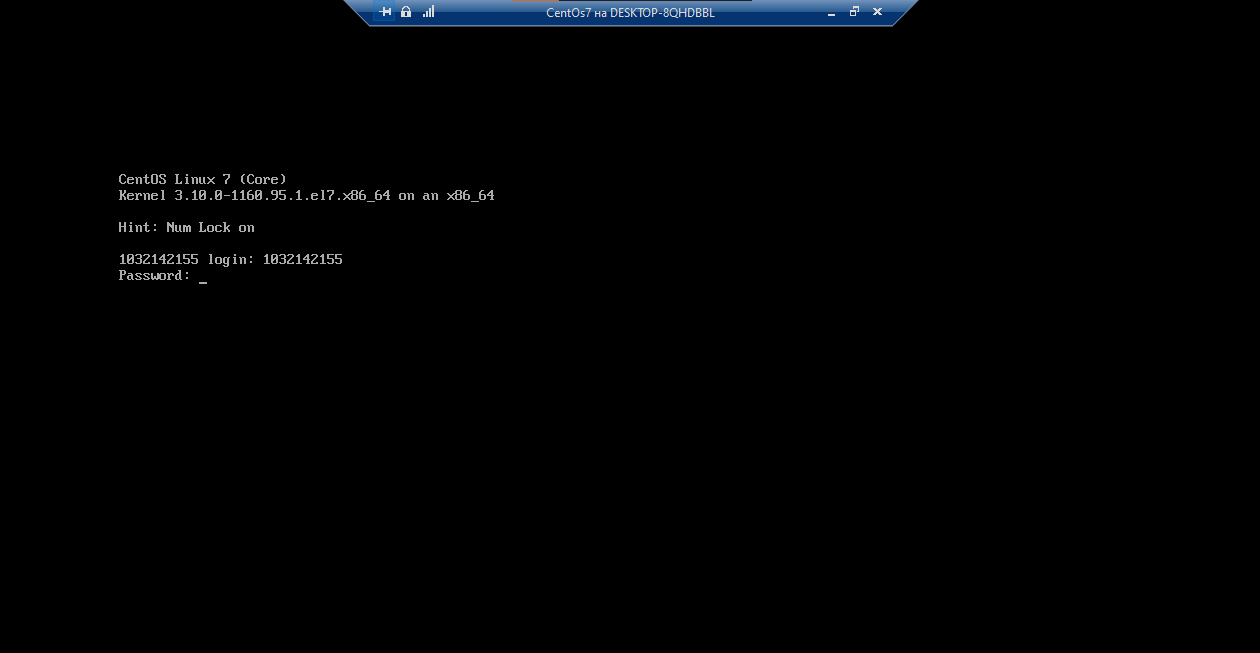 CentOs7 на DESKTOP-8QHDBBL
CentOS Linux 7 (Core)
Kernel 3.10.0-1160.95.1.el7.x86_64 on an x86_64
Hint: Num Lock on
1032142155 login: 1032142155
Password: _